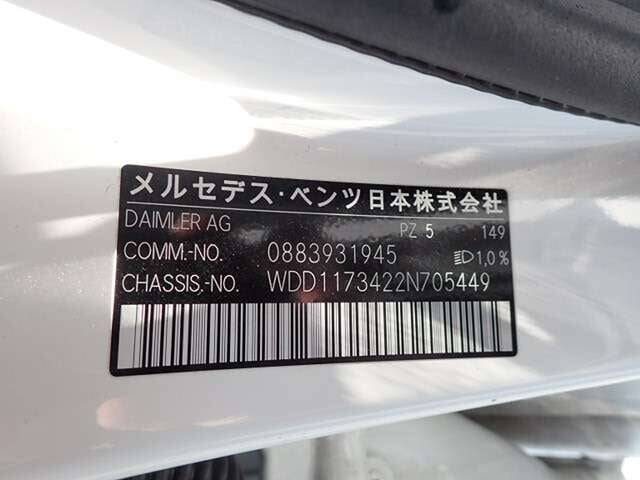 メルセデス・ベンツ日本株式会社
DAIMLER AG PZ 5 149
COMM.-NO. 0883931945 1,0%
CHASSIS.-NO. WDD1173422N705449